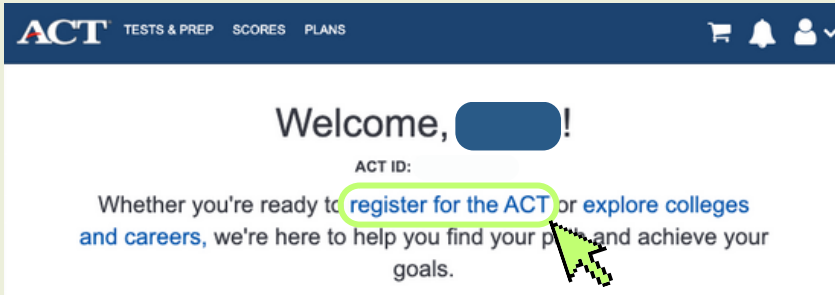 ACT TESTS & PREP SCORES PLANS
Welcome, !
ACT ID:
Whether you're ready to register for the ACT or explore colleges
and careers, we're here to help you find your path and achieve your
goals.